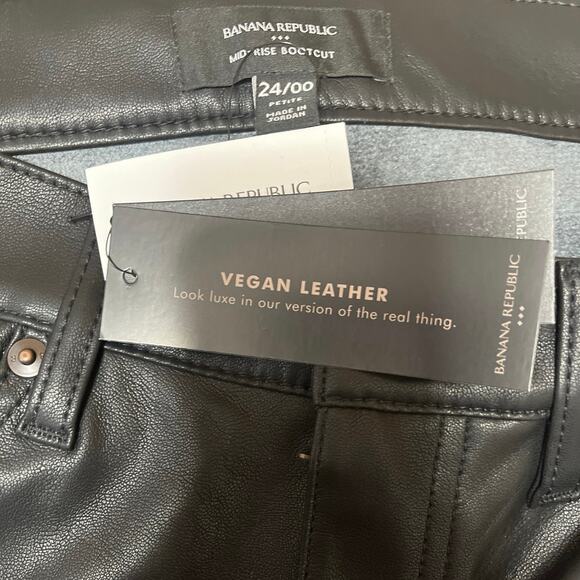 BANANA REPUBLIC
MID-RISE BOOTCUT
24/00
PETITE
MADE IN
JORDAN
REPUBLIC
VEGAN LEATHER
Look luxe in our version of the real thing.
BANANA REPUBLIC